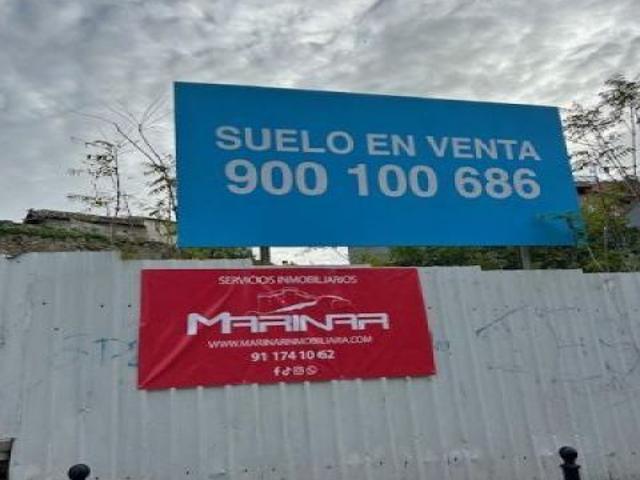 SUELO EN VENTA
900 100 686
SERVICIOS INMOBILIARIOS
MARINAR
WWW.MARINARINMOBILIARIA.COM
91 174 10 62